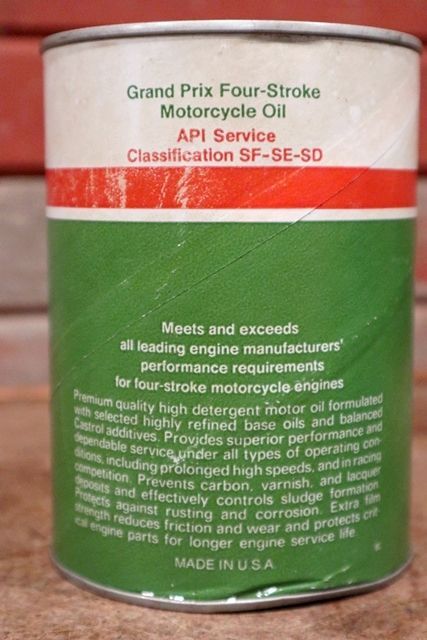 Grand Prix Four-Stroke
Motorcycle Oil
API Service
Classification SF-SE-SD
Meets and exceeds
all leading engine manufacturers'
performance requirements
for four-stroke motorcycle engines
Premium quality high detergent motor oil formulated
with selected highly refined base oils and balanced
Castrol additives. Provides superior performance and
dependable service under all types of operating con-
ditions, including prolonged high speeds, and in racing
competition. Prevents carbon, varnish, and lacquer
deposits and effectively controls sludge formation.
Protects against rusting and corrosion. Extra film
strength reduces friction and wear and protects crit-
ical engine parts for longer engine service life.
MADE IN U.S.A.